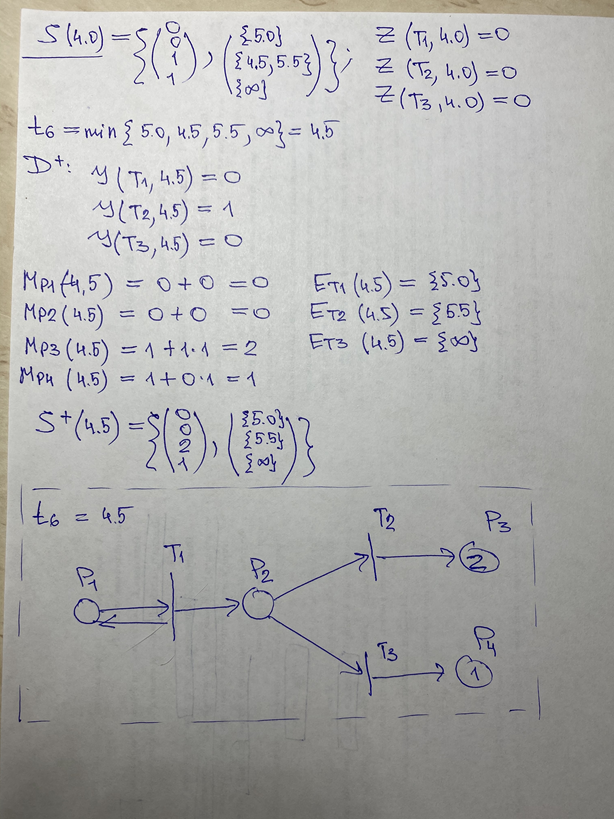 S(4.0) = {(0 0 1 1), ({5.0} {4.5, 5.5} {∞})};
Z (T1, 4.0) = 0
Z (T2, 4.0) = 0
Z (T3, 4.0) = 0
t6 = min{ 5.0, 4.5, 5.5, ∞} = 4.5
D+:
Y (T1, 4.5) = 0
Y (T2, 4.5) = 1
Y (T3, 4.5) = 0
MP1 (4,5) = 0 + 0 = 0
MP2 (4.5) = 0 + 0 = 0
MP3 (4.5) = 1 + 1·1 = 2
MP4 (4.5) = 1 + 0·1 = 1
ET1 (4.5) = {5.0}
ET2 (4.5) = {5.5}
ET3 (4.5) = {∞}
S+(4.5) = {(0 0 2 1), ({5.0} {5.5} {∞})}
t6 = 4.5
T2
P3
T1
P2
P1
2
T3
P4
1